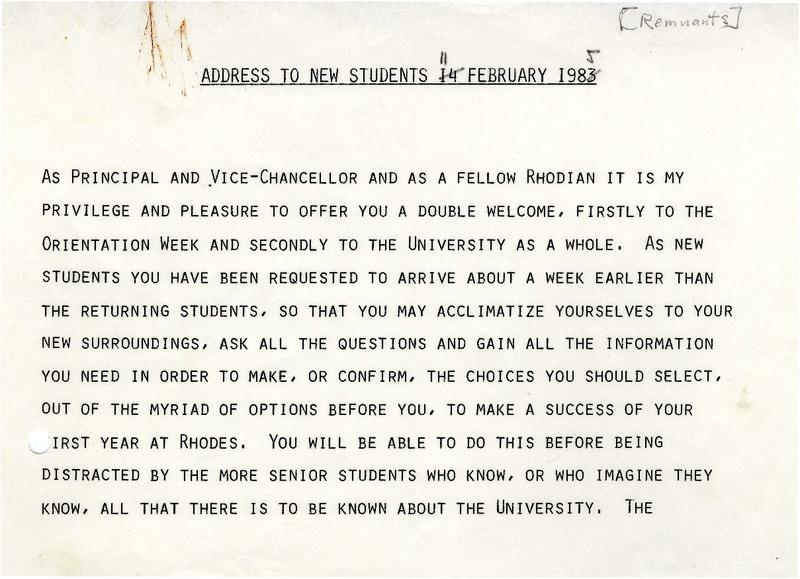 [Remnants]
11 5
ADDRESS TO NEW STUDENTS 14 FEBRUARY 1983
AS PRINCIPAL AND VICE-CHANCELLOR AND AS A FELLOW RHODIAN IT IS MY
PRIVILEGE AND PLEASURE TO OFFER YOU A DOUBLE WELCOME, FIRSTLY TO THE
ORIENTATION WEEK AND SECONDLY TO THE UNIVERSITY AS A WHOLE. AS NEW
STUDENTS YOU HAVE BEEN REQUESTED TO ARRIVE ABOUT A WEEK EARLIER THAN
THE RETURNING STUDENTS, SO THAT YOU MAY ACCLIMATIZE YOURSELVES TO YOUR
NEW SURROUNDINGS, ASK ALL THE QUESTIONS AND GAIN ALL THE INFORMATION
YOU NEED IN ORDER TO MAKE, OR CONFIRM, THE CHOICES YOU SHOULD SELECT,
OUT OF THE MYRIAD OF OPTIONS BEFORE YOU, TO MAKE A SUCCESS OF YOUR
IRST YEAR AT RHODES. YOU WILL BE ABLE TO DO THIS BEFORE BEING
DISTRACTED BY THE MORE SENIOR STUDENTS WHO KNOW, OR WHO IMAGINE THEY
KNOW, ALL THAT THERE IS TO BE KNOWN ABOUT THE UNIVERSITY. THE